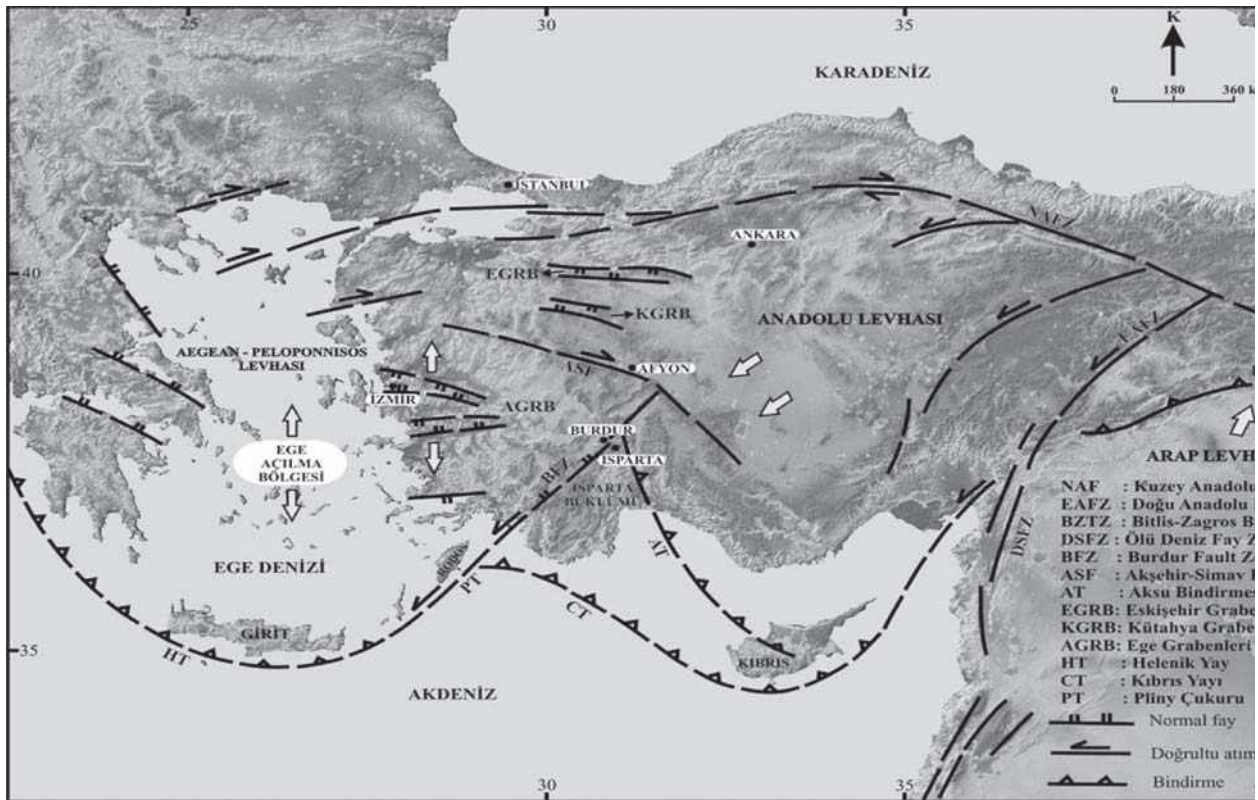 25
30
35
K
KARADENİZ
0 180 360 k
İSTANBUL
NAFZ
ANKARA
40
EGRB
KGRB
ANADOLU LEVHASI
EAFZ
AEGEAN - PELOPONNISOS
LEVHASI
ASF
AFYON
İZMİR
AGRB
BURDUR
EGE
AÇILMA
BÖLGESİ
BFZ
ISPARTA
ISPARTA
BÜKLÜMÜ
ARAP LEVH
NAF : Kuzey Anadolu
EAFZ : Doğu Anadolu
BZTZ : Bitlis-Zagros B
DSFZ : Ölü Deniz Fay Z
BFZ : Burdur Fault Z
ASF : Akşehir-Simav
AT : Aksu Bindirmes
EGRB: Eskişehir Grabe
KGRB: Kütahya Grabe
AGRB: Ege Grabenleri
HT : Helenik Yay
CT : Kıbrıs Yayı
PT : Pliny Çukuru
Normal fay
Doğrultu atım
Bindirme
DSFZ
AT
EGE DENİZİ
RODO
PT
CT
GİRİT
HT
35
KIBRIS
AKDENİZ
30
35